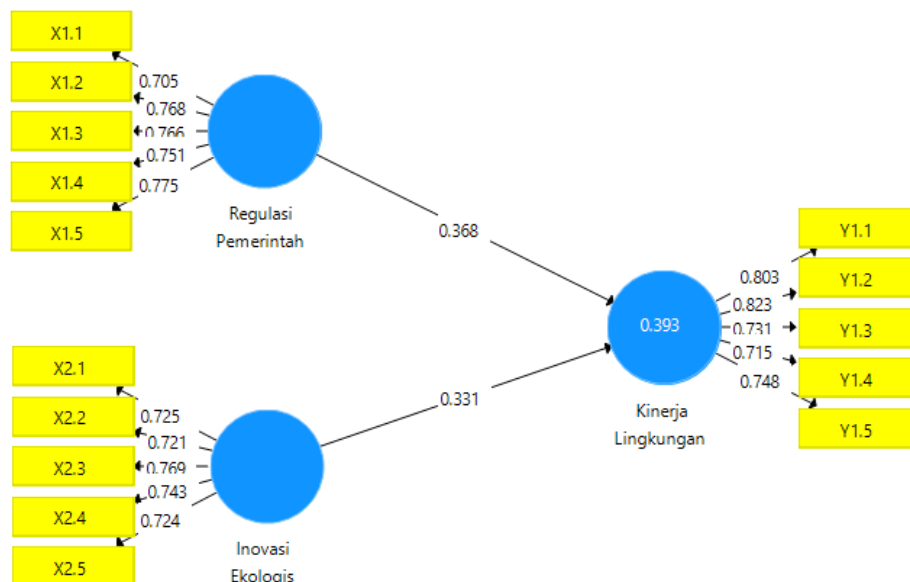 X1.1
X1.2
X1.3
X1.4
X1.5
0.705
0.768
0.766
0.751
0.775
Regulasi
Pemerintah
0.368
X2.1
X2.2
X2.3
X2.4
X2.5
0.725
0.721
0.769
0.743
0.724
Inovasi
Ekologis
0.331
0.393
Kinerja
Lingkungan
0.803
0.823
0.731
0.715
0.748
Y1.1
Y1.2
Y1.3
Y1.4
Y1.5